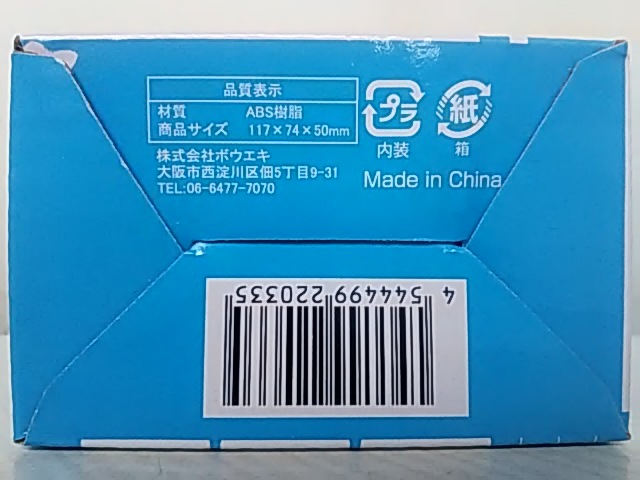 品質表示
材質 ABS樹脂
商品サイズ 117×74×50mm
株式会社ボウエキ
大阪市西淀川区佃5丁目9-31
TEL:06-6477-7070
プラ
内装
紙
箱
Made in China
4 544499 220335